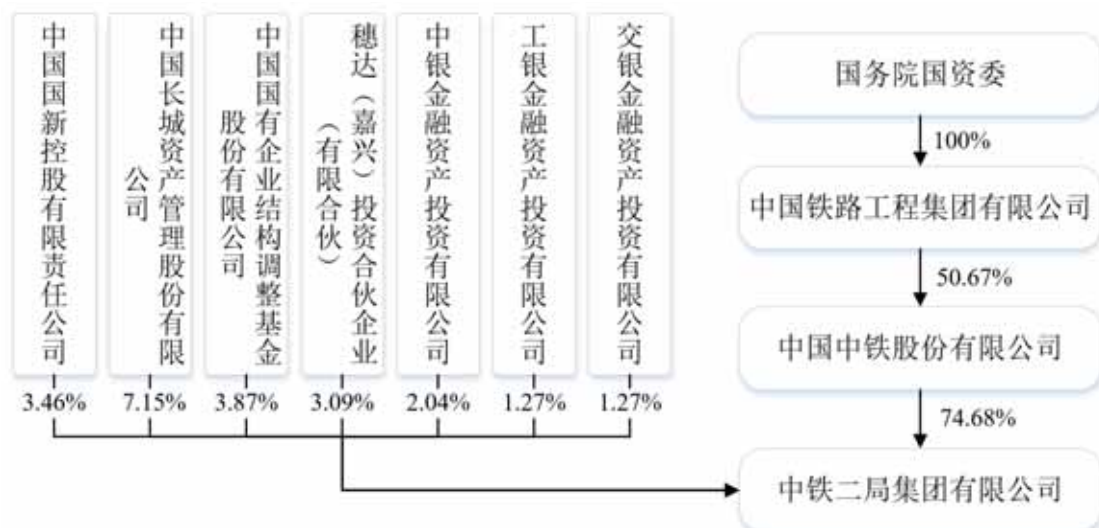 中国国新控股有限责任公司
中国长城资产管理股份有限
公司
中国国有企业结构调整基金
股份有限公司
穗达（嘉兴）投资合伙企业
（有限合伙）
中银金融资产投资有限公司
工银金融资产投资有限公司
交银金融资产投资有限公司
3.46%
7.15%
3.87%
3.09%
2.04%
1.27%
1.27%
国务院国资委
100%
中国铁路工程集团有限公司
50.67%
中国中铁股份有限公司
74.68%
中铁二局集团有限公司